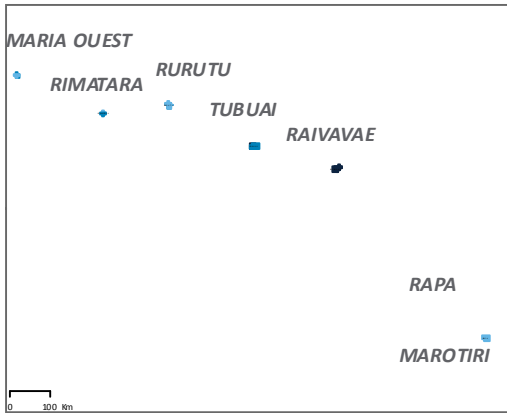 MARIA OUEST
RURUTU
RIMATARA
TUBUAI
RAIVAVAE
RAPA
MAROTIRI
0 100 Km